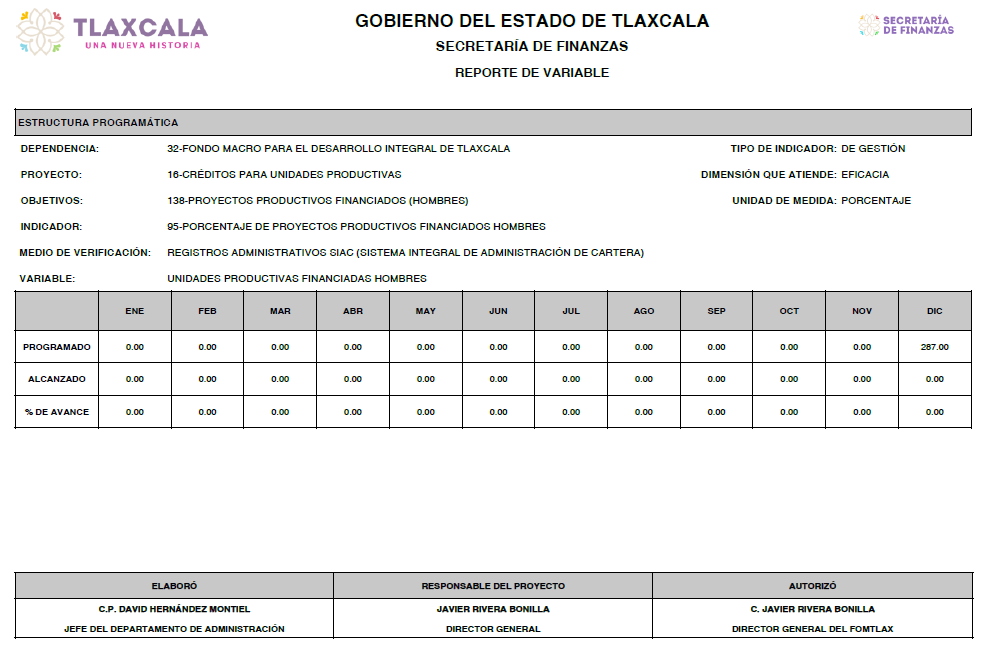 TLAXCALA
UNA NUEVA HISTORIA
GOBIERNO DEL ESTADO DE TLAXCALA
SECRETARÍA DE FINANZAS
REPORTE DE VARIABLE
SECRETARÍA
DE FINANZAS
ESTRUCTURA PROGRAMÁTICA
DEPENDENCIA: 32-FONDO MACRO PARA EL DESARROLLO INTEGRAL DE TLAXCALA TIPO DE INDICADOR: DE GESTIÓN
PROYECTO: 16-CRÉDITOS PARA UNIDADES PRODUCTIVAS DIMENSIÓN QUE ATIENDE: EFICACIA
OBJETIVOS: 138-PROYECTOS PRODUCTIVOS FINANCIADOS (HOMBRES) UNIDAD DE MEDIDA: PORCENTAJE
INDICADOR: 95-PORCENTAJE DE PROYECTOS PRODUCTIVOS FINANCIADOS HOMBRES
MEDIO DE VERIFICACIÓN: REGISTROS ADMINISTRATIVOS SIAC (SISTEMA INTEGRAL DE ADMINISTRACIÓN DE CARTERA)
VARIABLE: UNIDADES PRODUCTIVAS FINANCIADAS HOMBRES
ENE FEB MAR ABR MAY JUN JUL AGO SEP OCT NOV DIC
PROGRAMADO 0.00 0.00 0.00 0.00 0.00 0.00 0.00 0.00 0.00 0.00 0.00 287.00
ALCANZADO 0.00 0.00 0.00 0.00 0.00 0.00 0.00 0.00 0.00 0.00 0.00 0.00
% DE AVANCE 0.00 0.00 0.00 0.00 0.00 0.00 0.00 0.00 0.00 0.00 0.00 0.00
ELABORÓ RESPONSABLE DEL PROYECTO AUTORIZÓ
C.P. DAVID HERNÁNDEZ MONTIEL JAVIER RIVERA BONILLA C. JAVIER RIVERA BONILLA
JEFE DEL DEPARTAMENTO DE ADMINISTRACIÓN DIRECTOR GENERAL DIRECTOR GENERAL DEL FOMTLAX